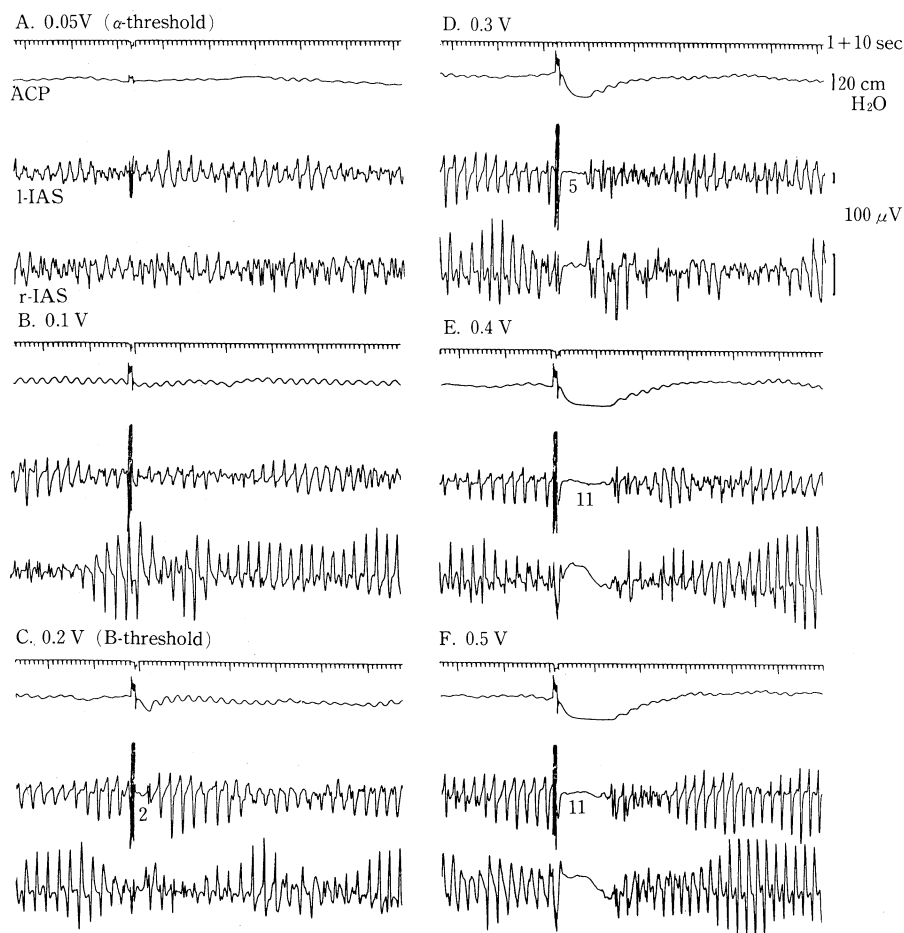 A. 0.05V (α-threshold)
ACP
l-IAS
r-IAS
B. 0.1 V
C. 0.2 V (B-threshold)
2
D. 0.3 V
1+10 sec
20 cm
H₂O
5
100 μV
E. 0.4 V
11
F. 0.5 V
11